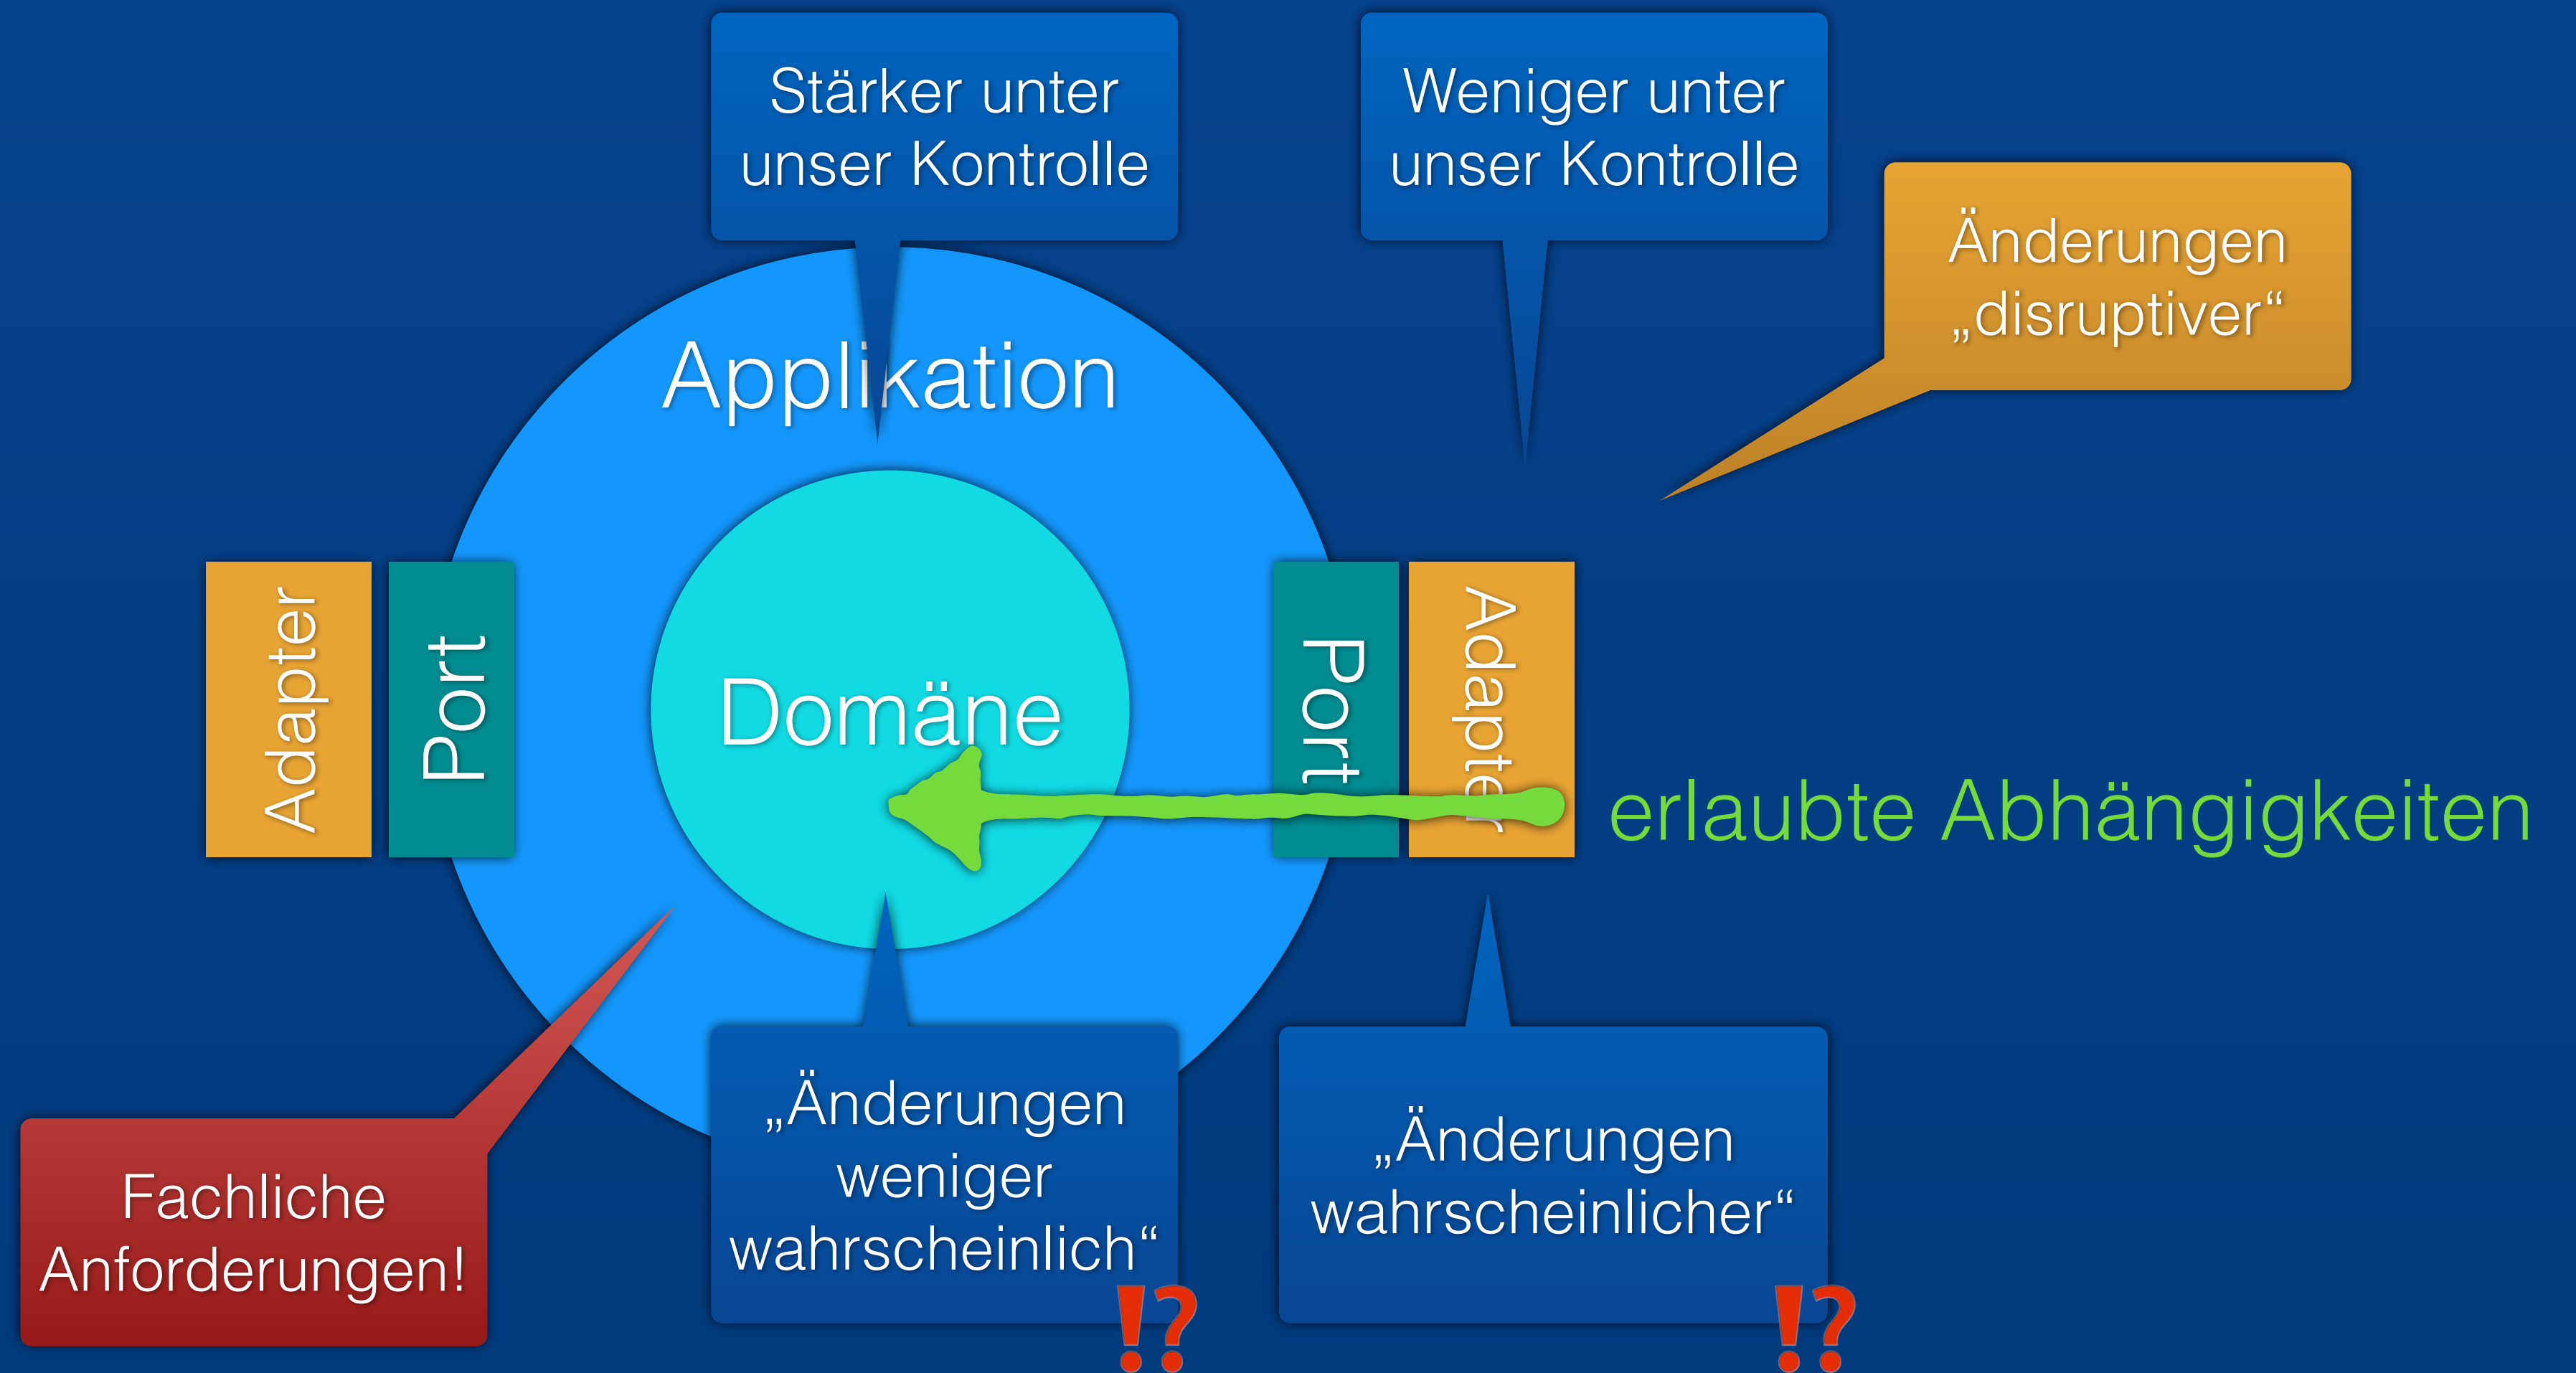 Stärker unter
unser Kontrolle
Weniger unter
unser Kontrolle
Änderungen
„disruptiver“
Applikation
Adapter
Port
Domäne
Port
Adapter
erlaubte Abhängigkeiten
Fachliche
Anforderungen!
„Änderungen
weniger
wahrscheinlich“
!?
„Änderungen
wahrscheinlicher“
!?